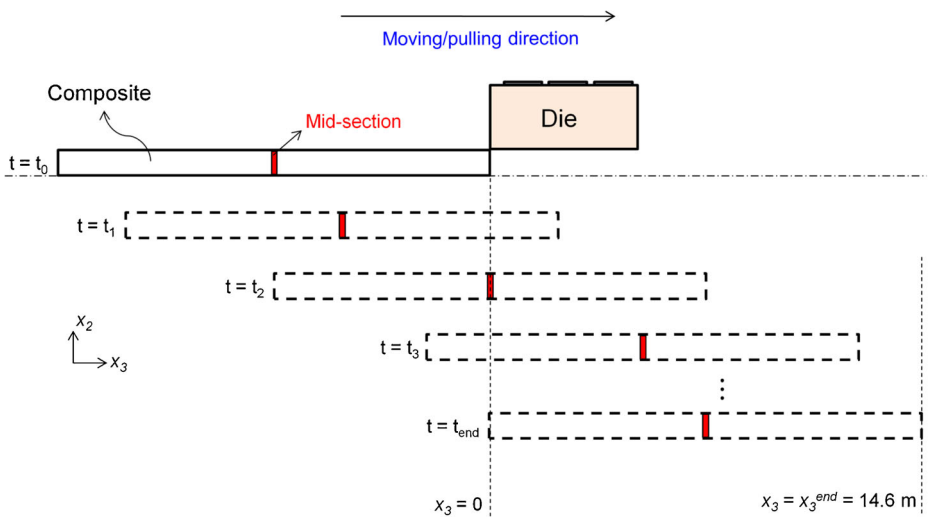 Moving/pulling direction
Composite
Mid-section
Die
t = t0
t = t1
t = t2
x2
x3
t = t3
t = tend
x3 = 0
x3 = x3end = 14.6 m